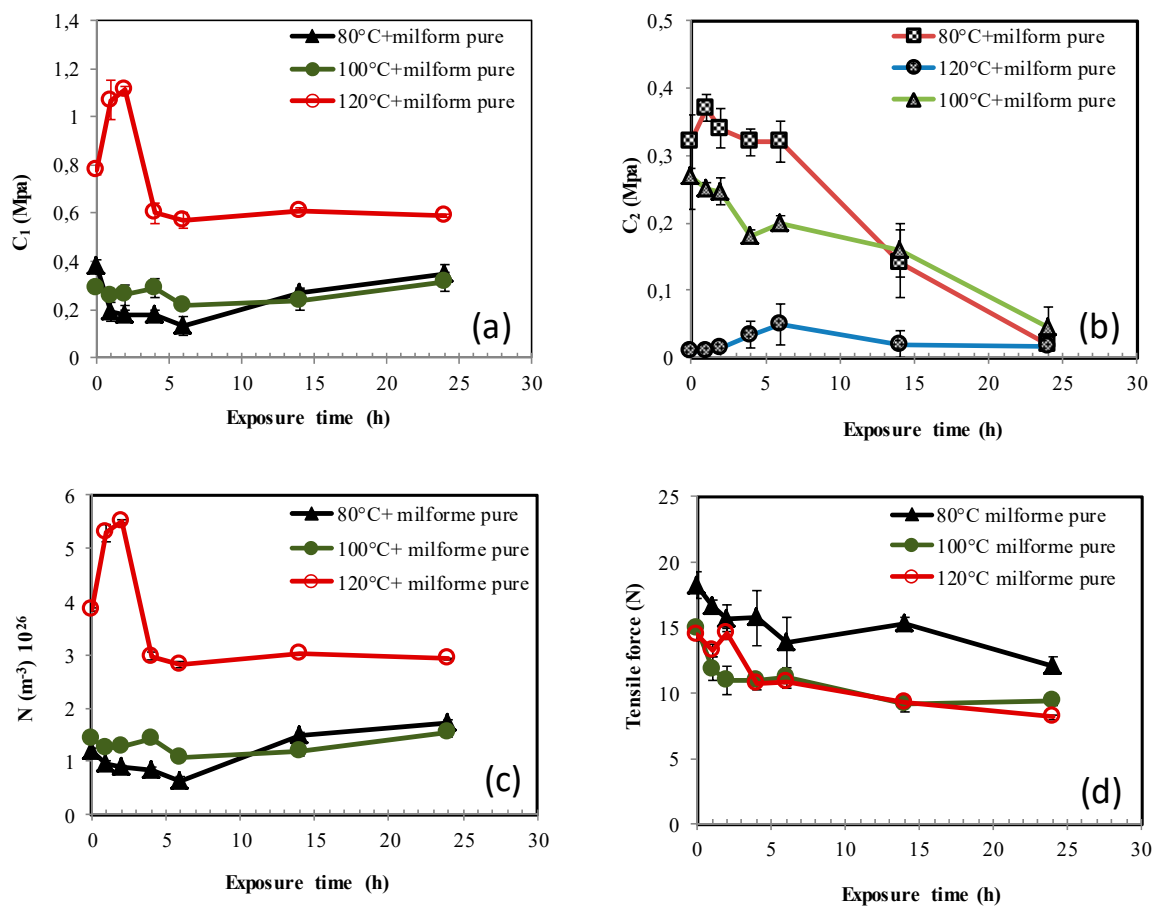 1,4
1,2
1
0,8
0,6
0,4
0,2
0
0 5 10 15 20 25 30
C₁ (Mpa)
Exposure time (h)
80°C+milform pure
100°C+milform pure
120°C+milform pure
(a)
0,5
0,4
0,3
0,2
0,1
0
0 5 10 15 20 25 30
C₂ (Mpa)
Exposure time (h)
80°C+milform pure
120°C+milform pure
100°C+milform pure
(b)
6
5
4
3
2
1
0
0 5 10 15 20 25 30
N (m⁻³) 10²⁶
Exposure time (h)
80°C+ milforme pure
100°C+ milforme pure
120°C+ milforme pure
(c)
25
20
15
10
5
0
0 5 10 15 20 25 30
Tensile force (N)
Exposure time (h)
80°C milforme pure
100°C milforme pure
120°C milforme pure
(d)